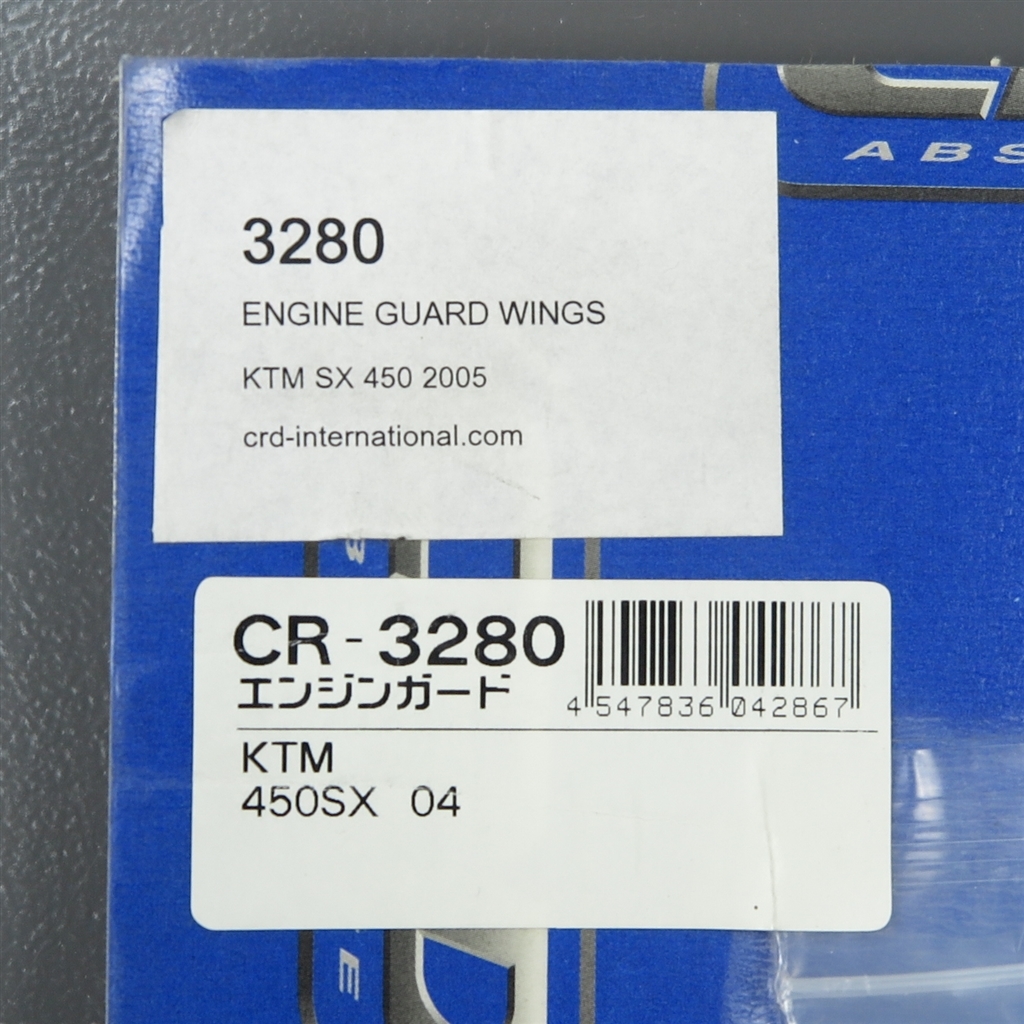 ABS
3280
ENGINE GUARD WINGS
KTM SX 450 2005
crd-international.com
CR-3280
エンジンガード
4 547836 042867
KTM
450SX 04